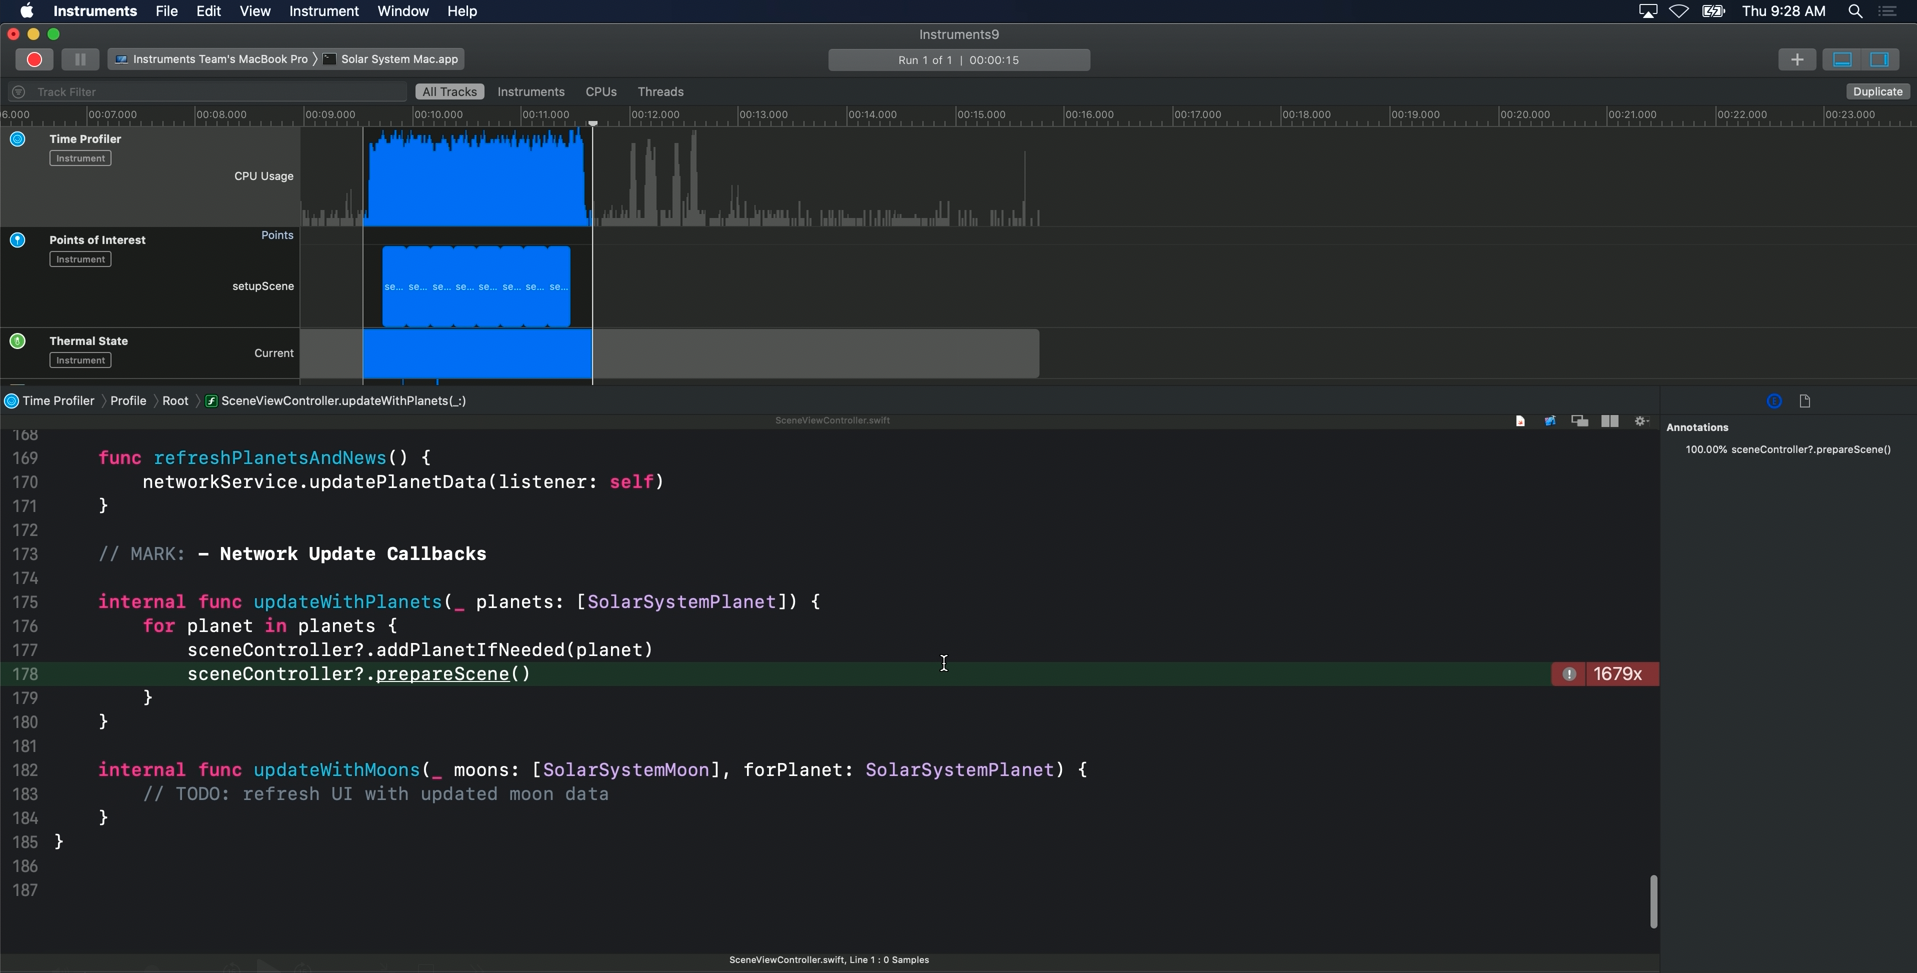 Instruments File Edit View Instrument Window Help Thu 9:28 AM
Instruments9
Instruments Team's MacBook Pro 〉 Solar System Mac.app Run 1 of 1 | 00:00:15
Track Filter All Tracks Instruments CPUs Threads Duplicate
6.000 00:07.000 00:08.000 00:09.000 00:10.000 00:11.000 00:12.000 00:13.000 00:14.000 00:15.000 00:16.000 00:17.000 00:18.000 00:19.000 00:20.000 00:21.000 00:22.000 00:23.000
Time Profiler
Instrument
CPU Usage
Points
Points of Interest
Instrument
setupScene se... se... se... se... se... se... se... se...
Thermal State
Current
Instrument
Time Profiler 〉 Profile 〉 Root 〉 SceneViewController.updateWithPlanets(_:)
SceneViewController.swift
Annotations
100.00% sceneController?.prepareScene()
168
169 func refreshPlanetsAndNews() {
170 networkService.updatePlanetData(listener: self)
171 }
172
173 // MARK: - Network Update Callbacks
174
175 internal func updateWithPlanets(_ planets: [SolarSystemPlanet]) {
176 for planet in planets {
177 sceneController?.addPlanetIfNeeded(planet)
178 sceneController?.prepareScene() 1679x
179 }
180 }
181
182 internal func updateWithMoons(_ moons: [SolarSystemMoon], forPlanet: SolarSystemPlanet) {
183 // TODO: refresh UI with updated moon data
184 }
185 }
186
187
SceneViewController.swift, Line 1 : 0 Samples